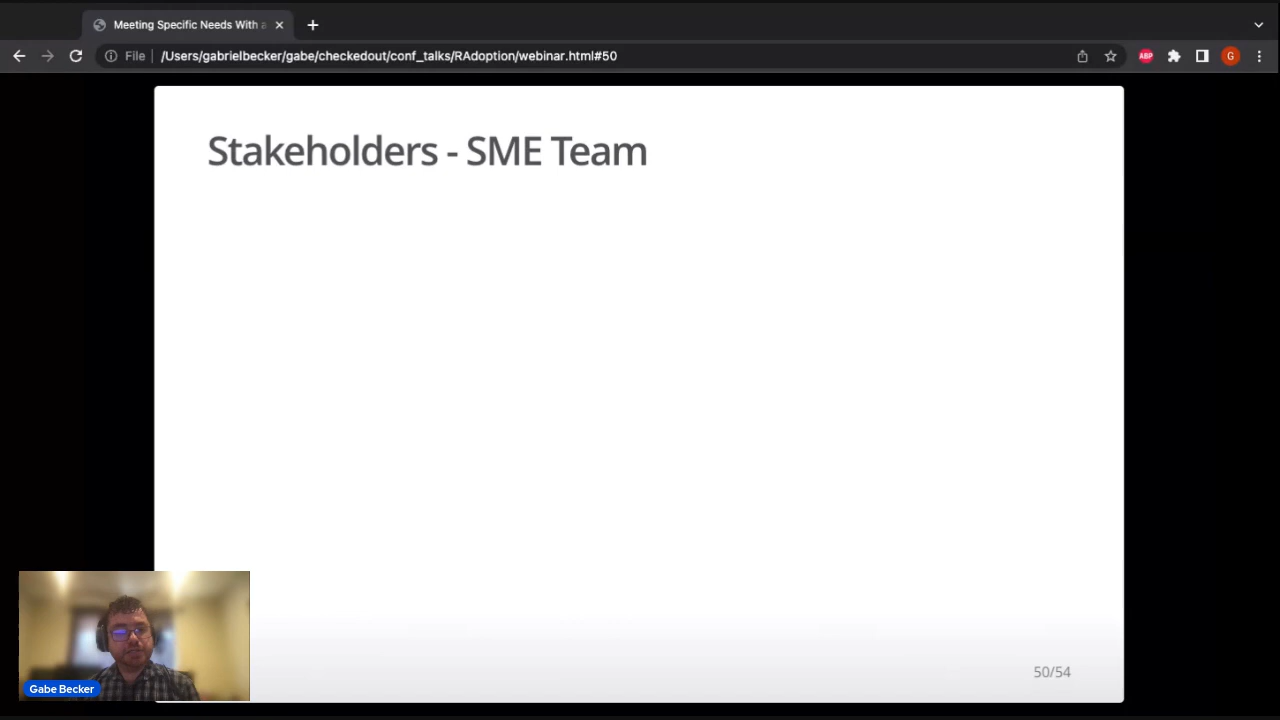 Meeting Specific Needs With a
File
/Users/gabrielbecker/gabe/checkedout/conf_talks/RAdoption/webinar.html#50
ABP
G
Stakeholders - SME Team
Gabe Becker
50/54